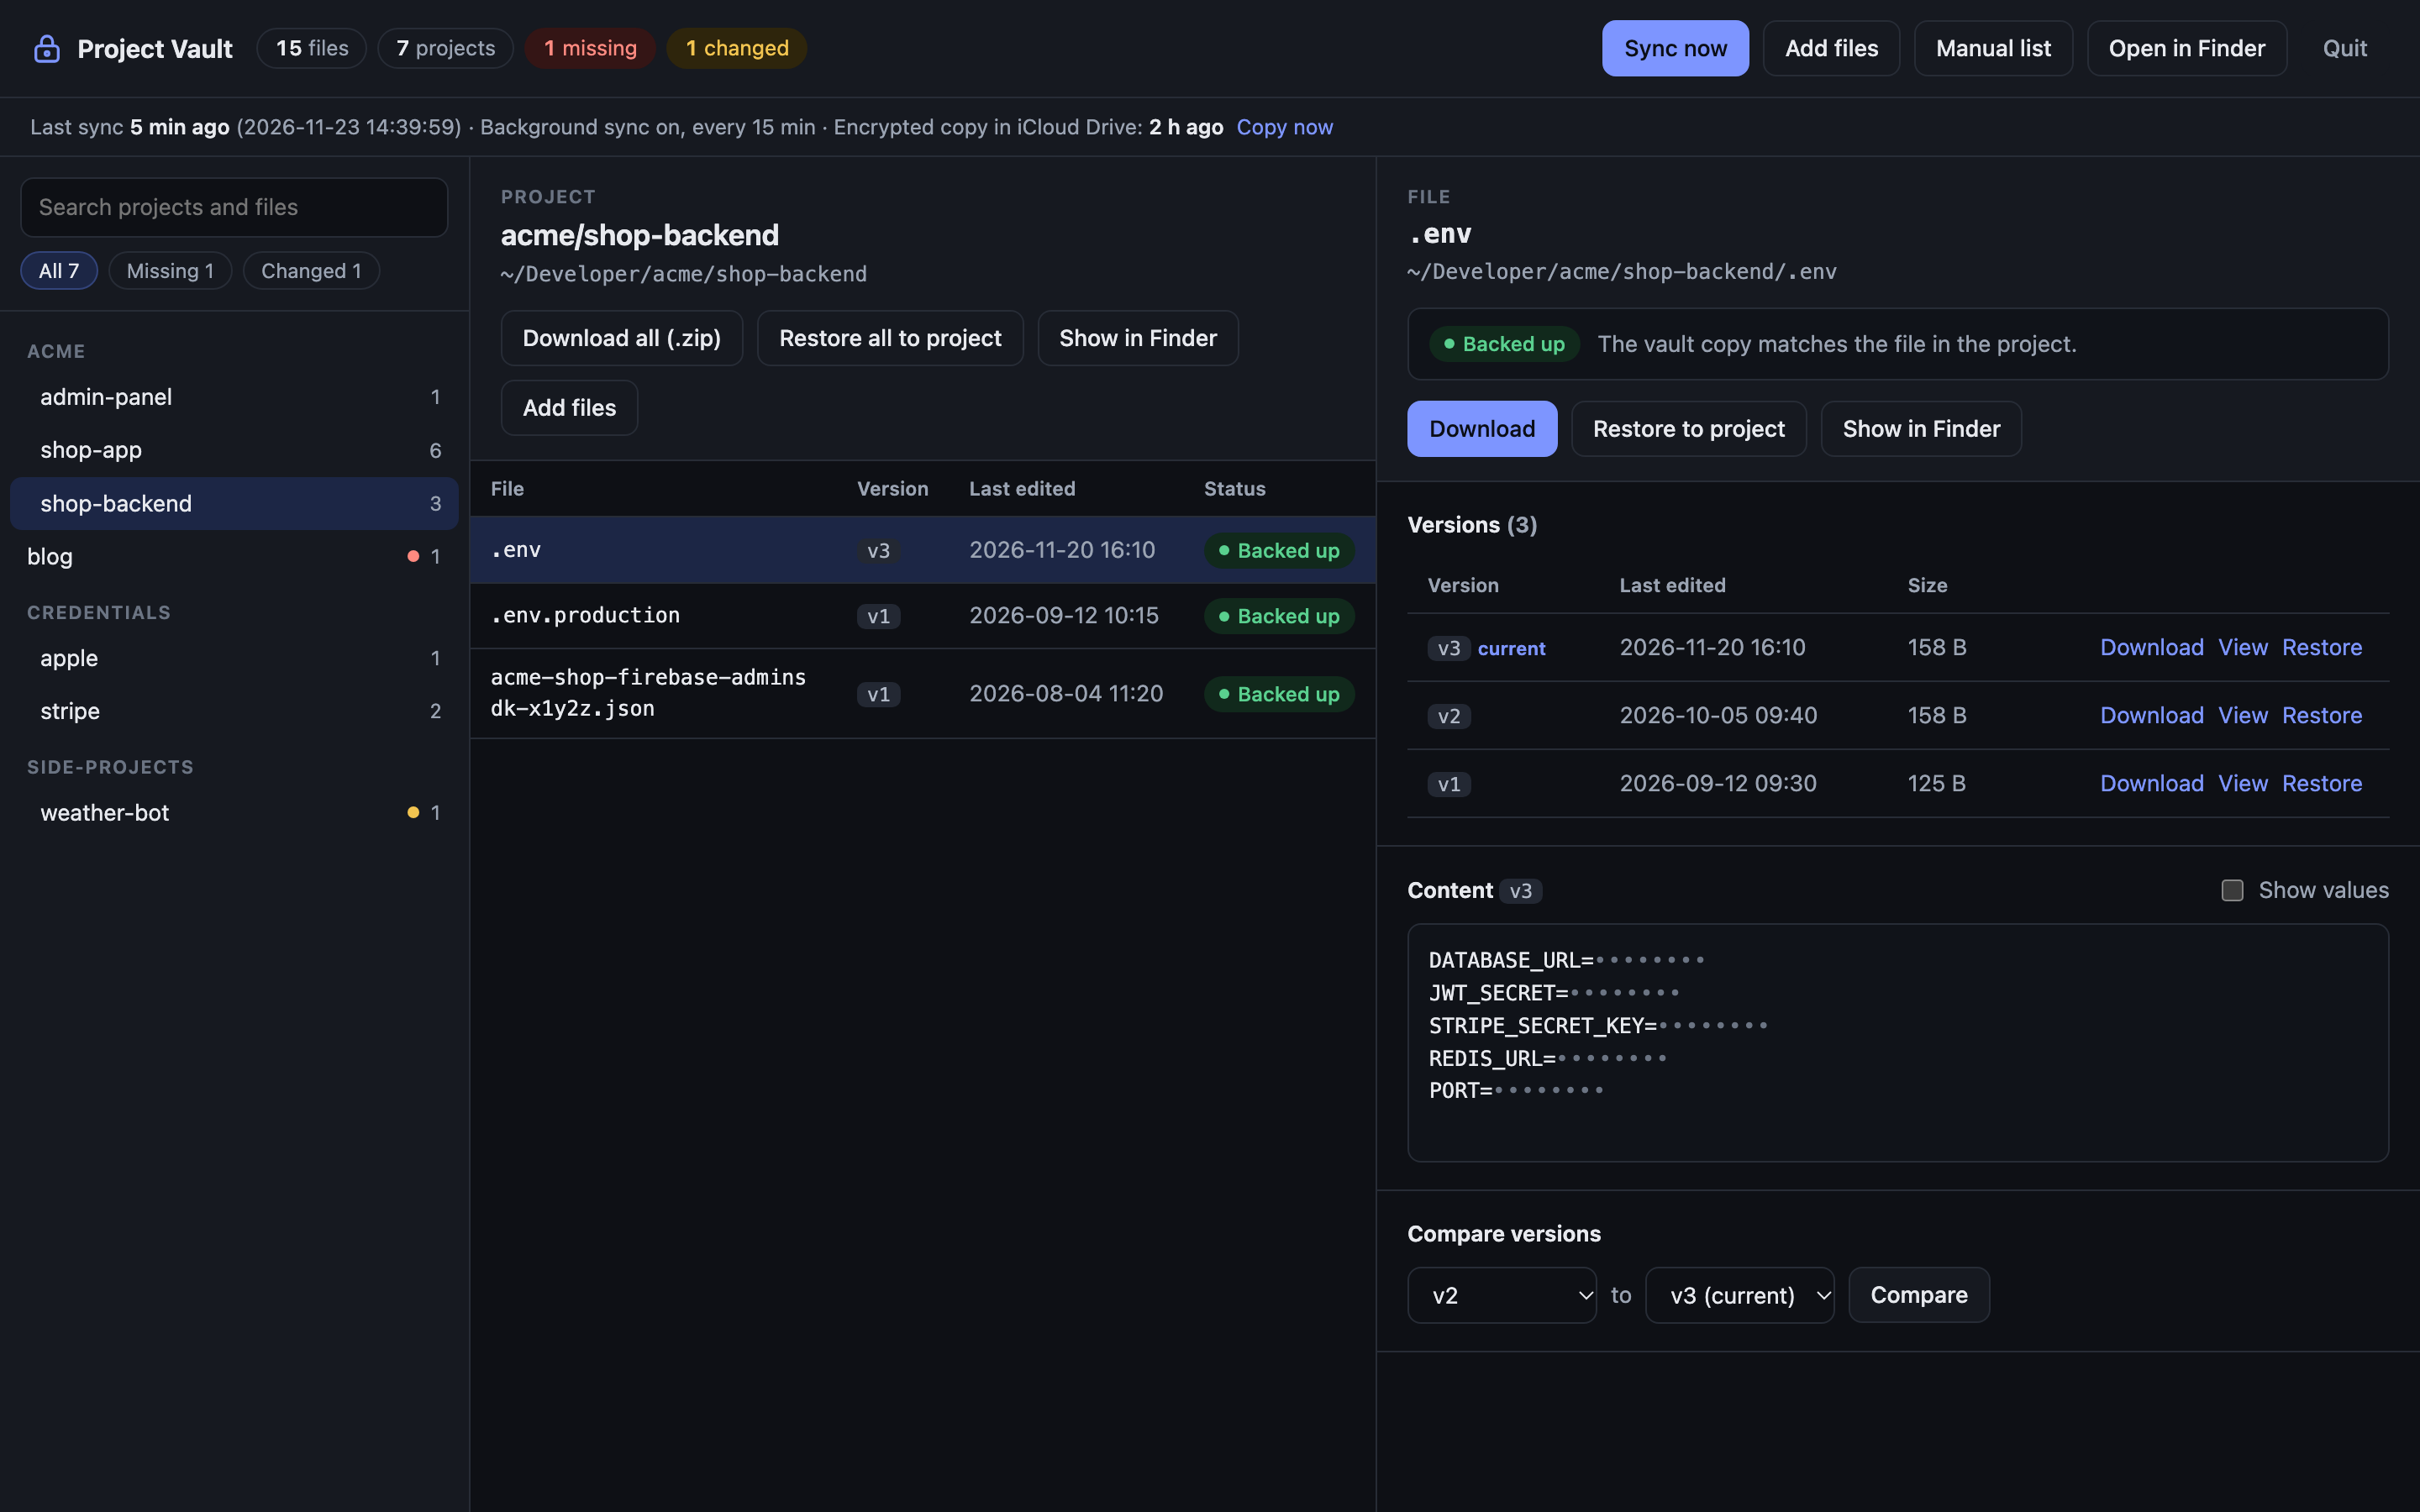 Project Vault 15 files 7 projects 1 missing 1 changed Sync now Add files Manual list Open in Finder Quit
Last sync 5 min ago (2026-11-23 14:39:59) · Background sync on, every 15 min · Encrypted copy in iCloud Drive: 2 h ago Copy now
Search projects and files
All 7 Missing 1 Changed 1
ACME
admin-panel 1
shop-app 6
shop-backend 3
blog 1
CREDENTIALS
apple 1
stripe 2
SIDE-PROJECTS
weather-bot 1
PROJECT
acme/shop-backend
~/Developer/acme/shop-backend
Download all (.zip) Restore all to project Show in Finder
Add files
File Version Last edited Status
.env v3 2026-11-20 16:10 Backed up
.env.production v1 2026-09-12 10:15 Backed up
acme-shop-firebase-admins
dk-x1y2z.json v1 2026-08-04 11:20 Backed up
FILE
.env
~/Developer/acme/shop-backend/.env
Backed up The vault copy matches the file in the project.
Download Restore to project Show in Finder
Versions (3)
Version Last edited Size
v3 current 2026-11-20 16:10 158 B Download View Restore
v2 2026-10-05 09:40 158 B Download View Restore
v1 2026-09-12 09:30 125 B Download View Restore
Content v3 Show values
DATABASE_URL=••••••••
JWT_SECRET=••••••••
STRIPE_SECRET_KEY=••••••••
REDIS_URL=••••••••
PORT=••••••••
Compare versions
v2 to v3 (current) Compare